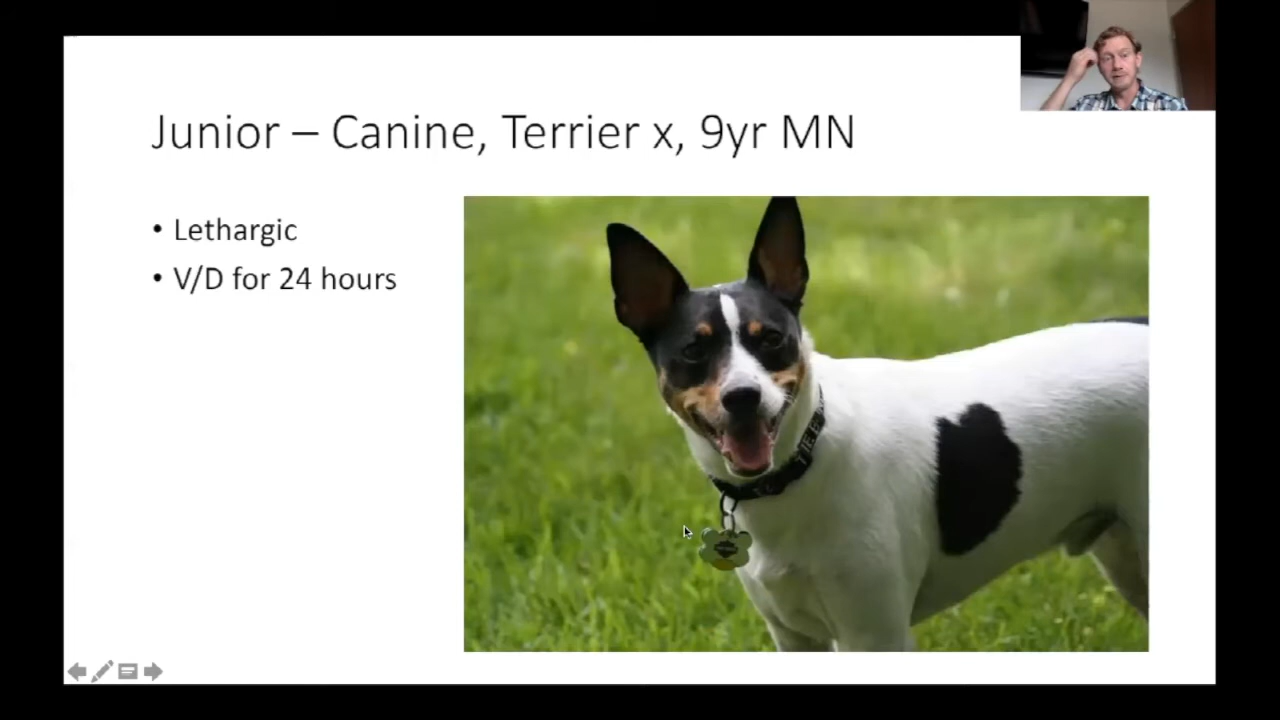 Junior – Canine, Terrier x, 9yr MN
• Lethargic
• V/D for 24 hours